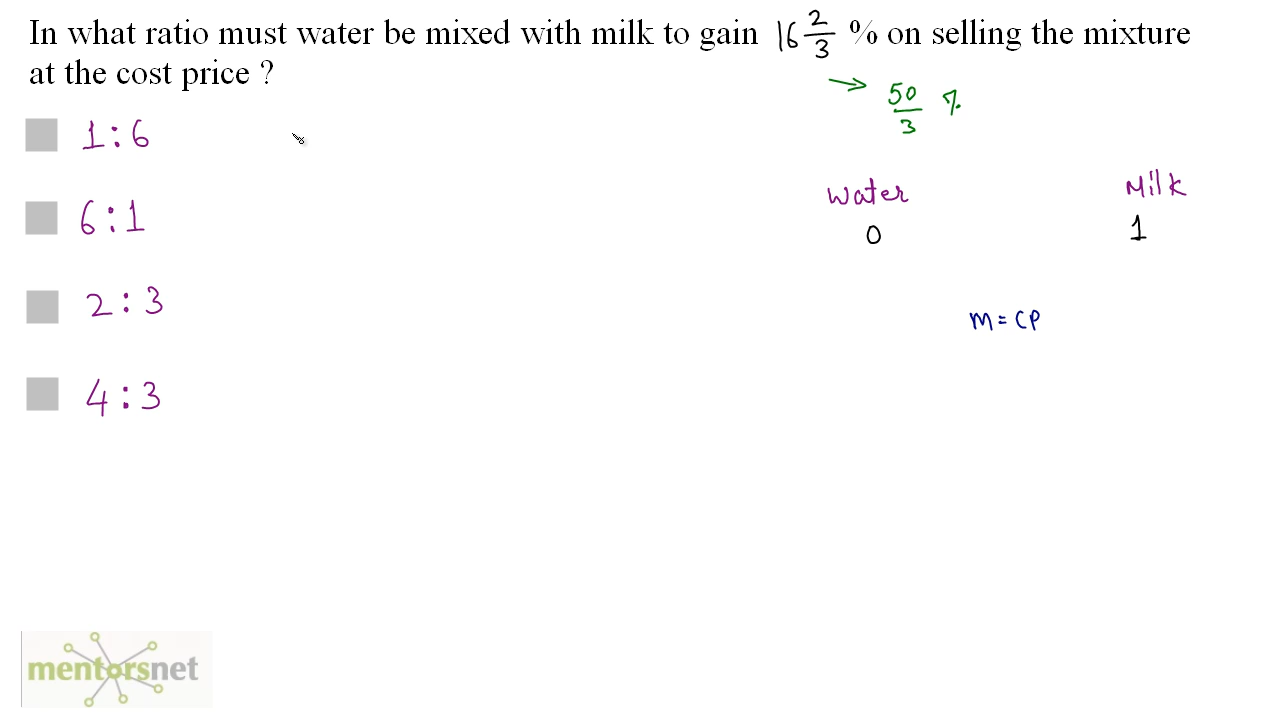 In what ratio must water be mixed with milk to gain 16 2/3 % on selling the mixture
at the cost price ?
→ 50/3 %
1:6
6:1
2:3
4:3
Water Milk
0 1
M = CP
mentorsnet